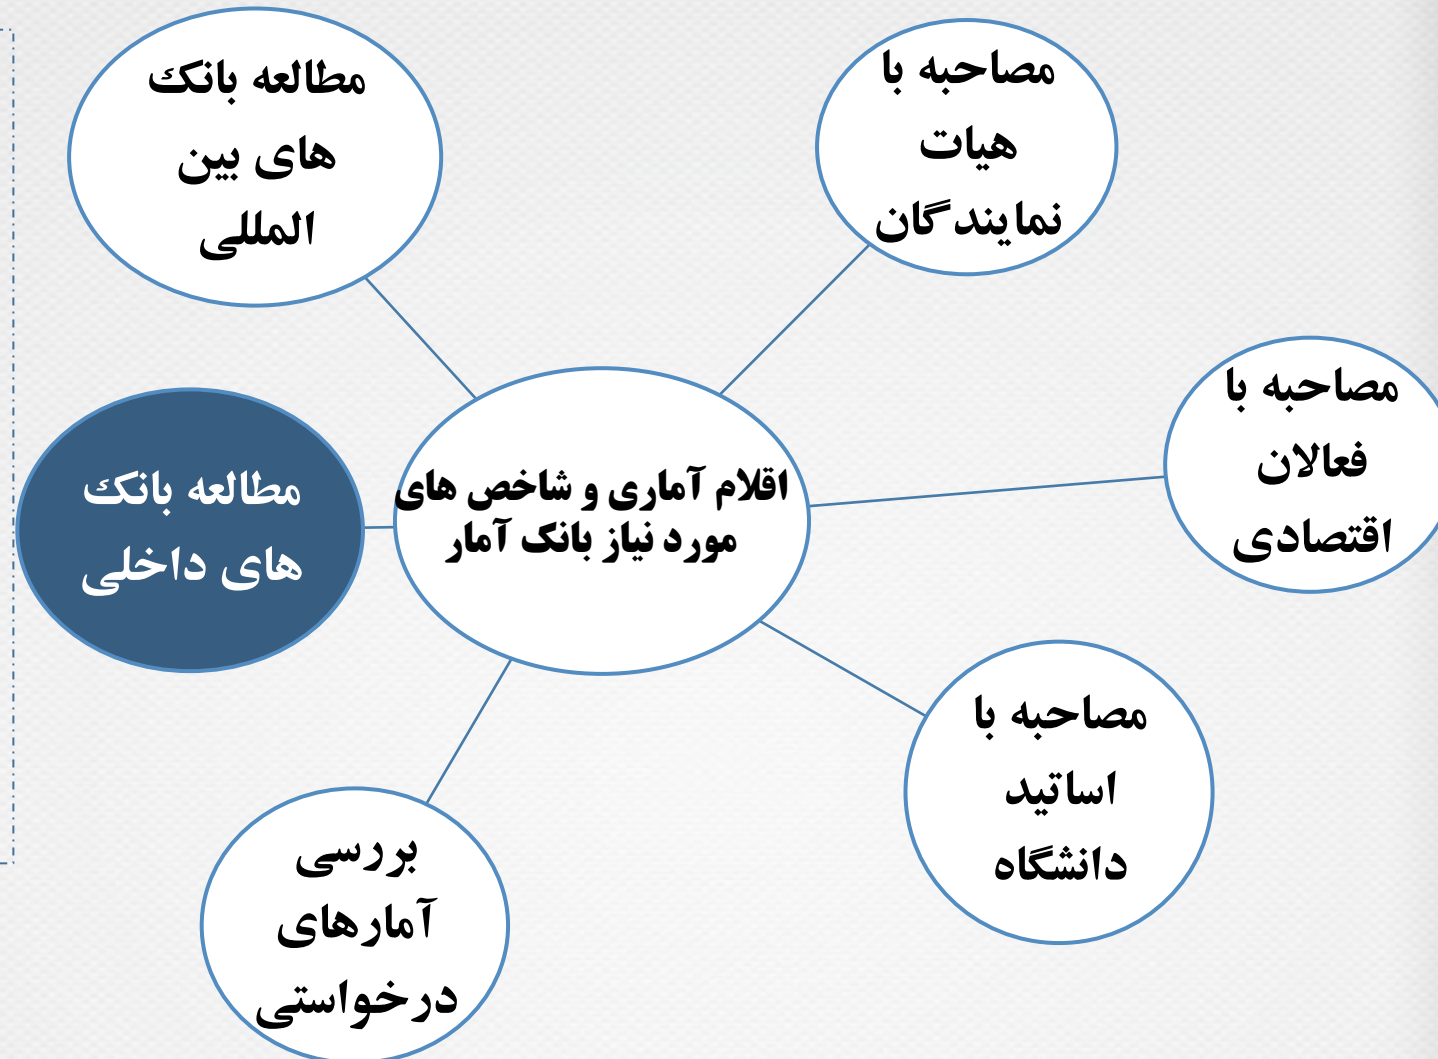 مصاحبه با
هیات
نمایندگان
مطالعه بانک
های بین
المللی
مصاحبه با
فعالان
اقتصادی
اقلام آماری و شاخص های
مورد نیاز بانک آمار
مطالعه بانک
های داخلی
مصاحبه با
اساتید
دانشگاه
بررسی
آمارهای
درخواستی